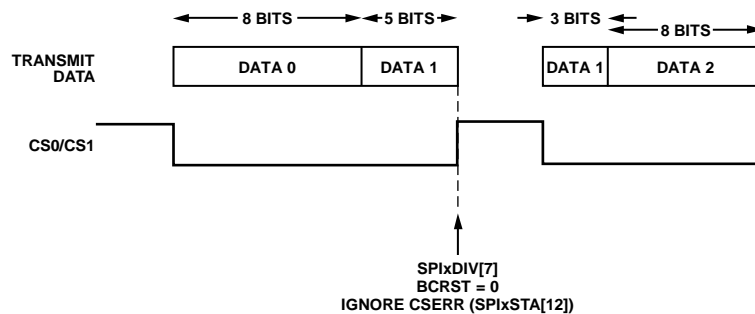 8 BITS
5 BITS
3 BITS
8 BITS
TRANSMIT
DATA
DATA 0
DATA 1
DATA 1
DATA 2
CS0/CS1
SPIxDIV[7]
BCRST = 0
IGNORE CSERR (SPIxSTA[12])